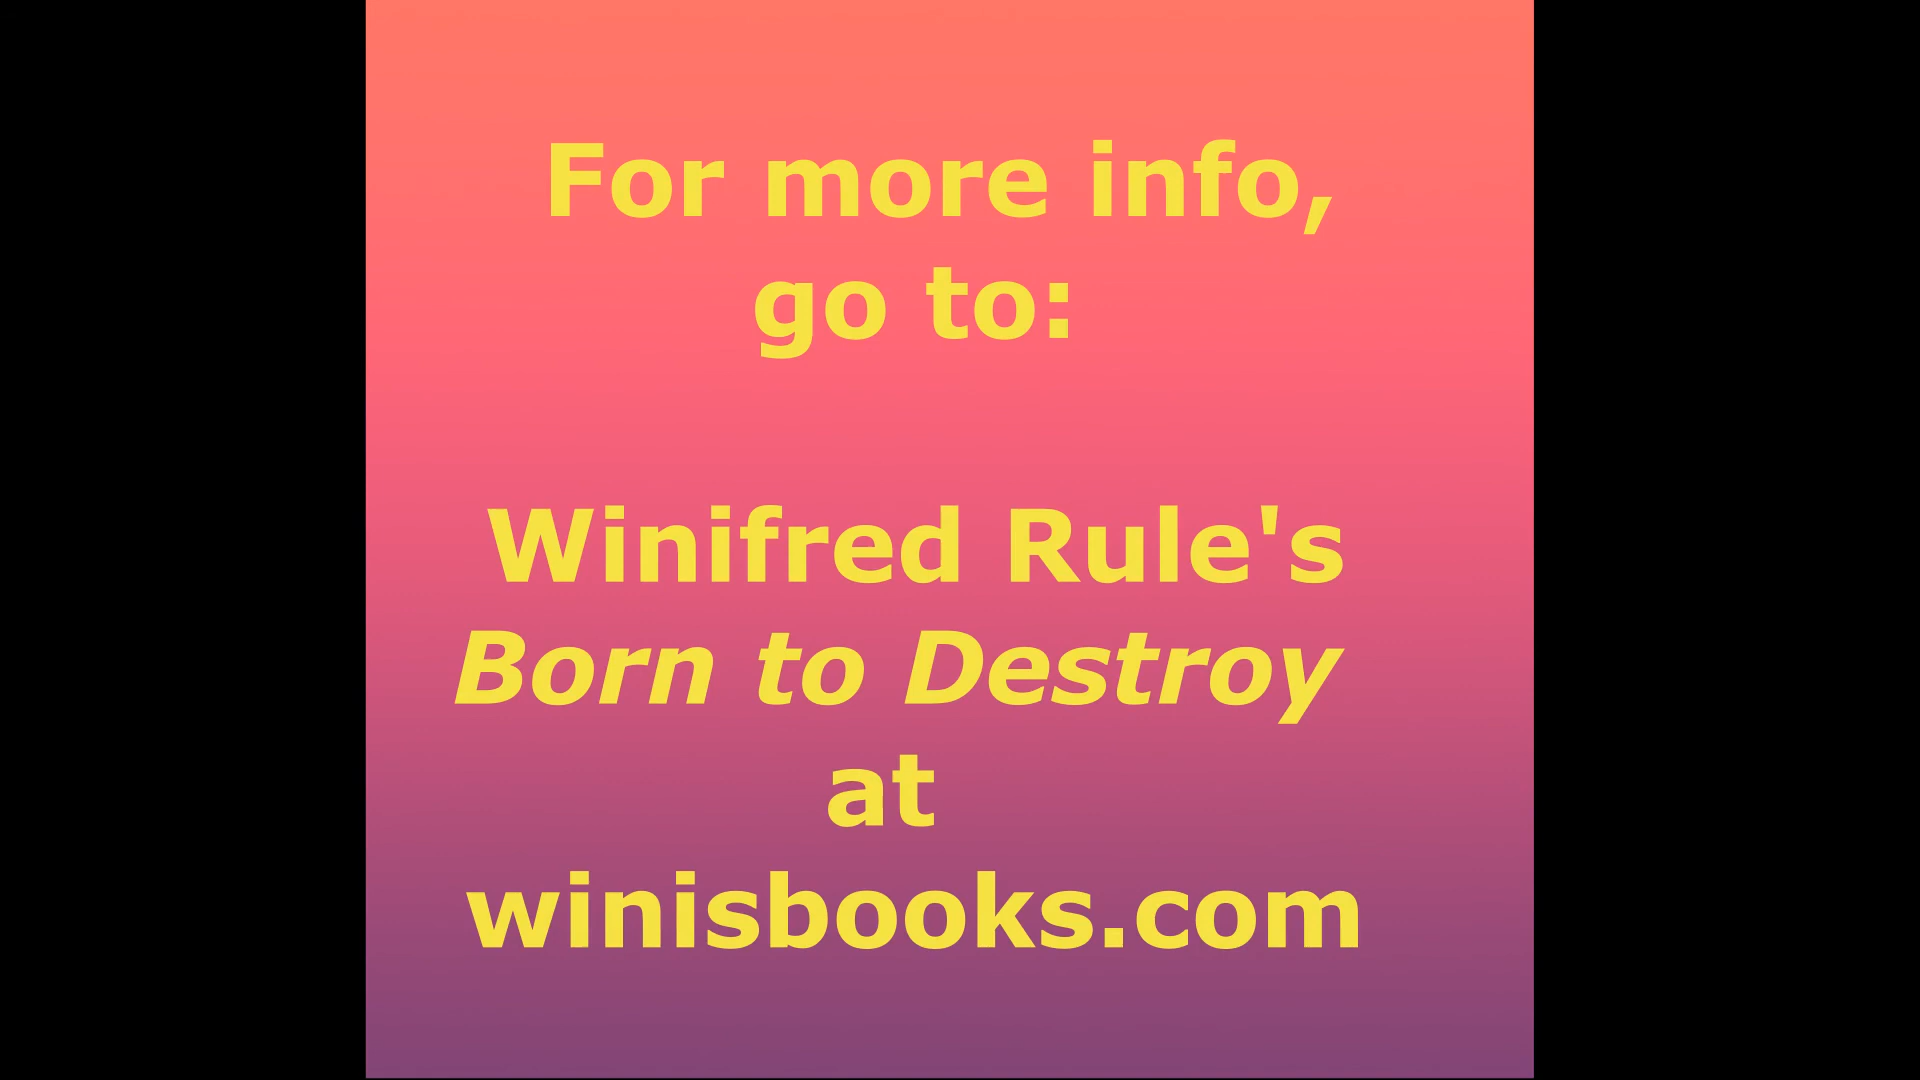 For more info,
go to:
Winifred Rule's
Born to Destroy
at
winisbooks.com